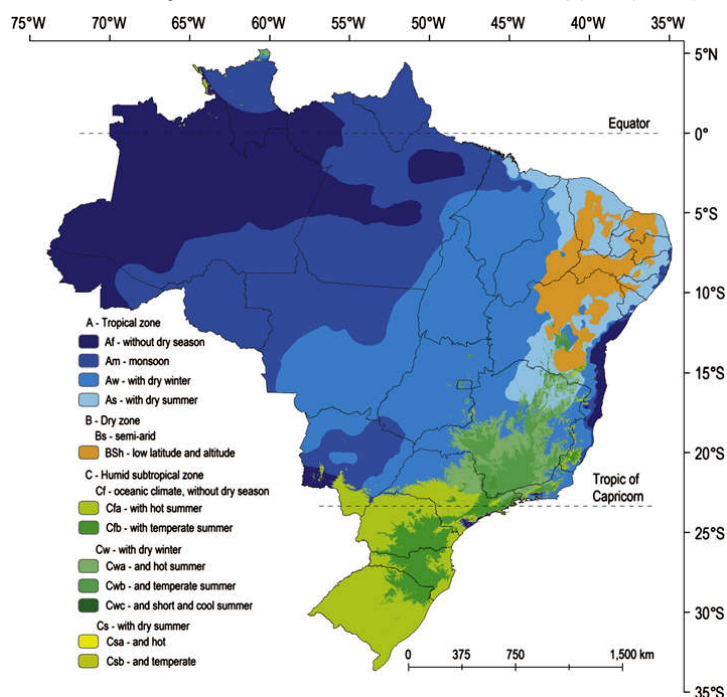 75°W 70°W 65°W 60°W 55°W 50°W 45°W 40°W 35°W
5°N
Equator
0°
5°S
10°S
A - Tropical zone
Af - without dry season
Am - monsoon
Aw - with dry winter
As - with dry summer
15°S
B - Dry zone
Bs - semi-arid
BSh - low latitude and altitude
20°S
C - Humid subtropical zone
Cf - oceanic climate, without dry season
Cfa - with hot summer
Cfb - with temperate summer
Tropic of
Capricorn
25°S
Cw - with dry winter
Cwa - and hot summer
Cwb - and temperate summer
Cwc - and short and cool summer
30°S
Cs - with dry summer
Csa - and hot
Csb - and temperate
0 375 750 1,500 km
35°S